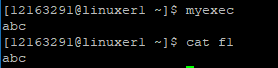 [12163291@linuxer1 ~]$ myexec
abc
[12163291@linuxer1 ~]$ cat f1
abc